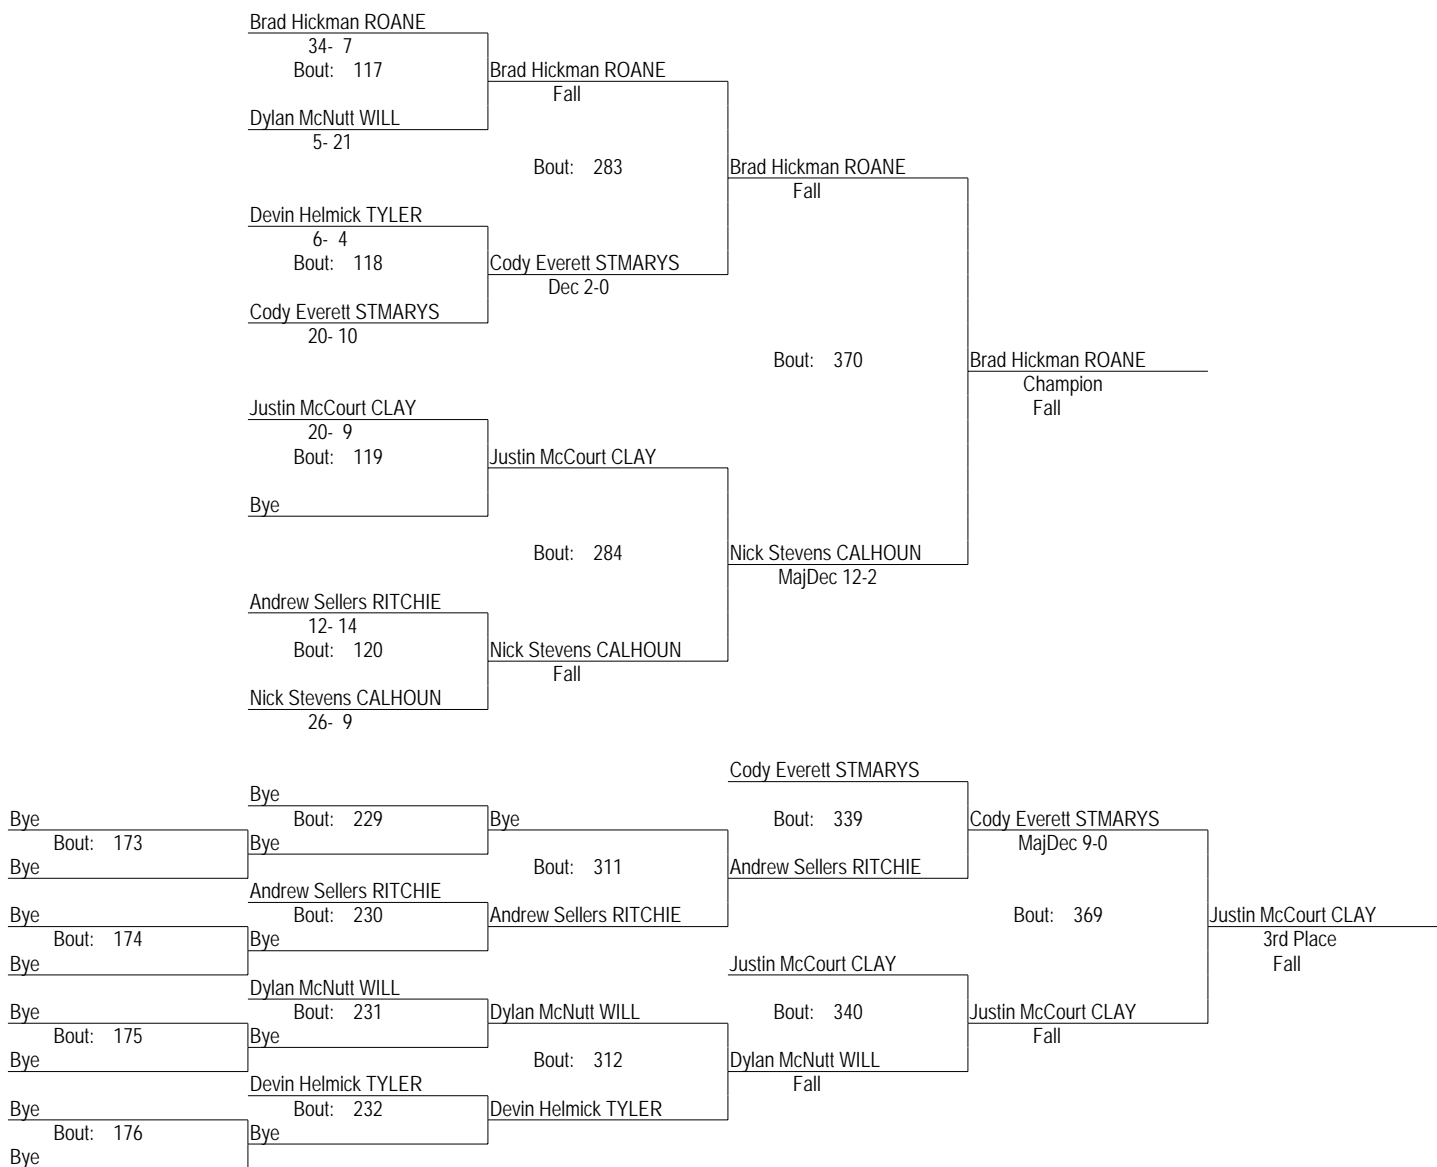 Brad Hickman ROANE
34- 7
Bout: 117
Brad Hickman ROANE
Fall
Dylan McNutt WILL
5- 21
Bout: 283
Brad Hickman ROANE
Fall
Devin Helmick TYLER
6- 4
Bout: 118
Cody Everett STMARYS
Dec 2-0
Cody Everett STMARYS
20- 10
Bout: 370
Brad Hickman ROANE
Champion
Fall
Justin McCourt CLAY
20- 9
Bout: 119
Justin McCourt CLAY
Bye
Bout: 284
Nick Stevens CALHOUN
MajDec 12-2
Andrew Sellers RITCHIE
12- 14
Bout: 120
Nick Stevens CALHOUN
Fall
Nick Stevens CALHOUN
26- 9
Cody Everett STMARYS
Bye
Bye
Bout: 229
Bye
Bout: 339
Cody Everett STMARYS
Bout: 173
Bye
MajDec 9-0
Bye
Bout: 311
Andrew Sellers RITCHIE
Andrew Sellers RITCHIE
Bye
Bout: 230
Andrew Sellers RITCHIE
Bout: 369
Justin McCourt CLAY
Bout: 174
Bye
3rd Place
Bye
Justin McCourt CLAY
Fall
Dylan McNutt WILL
Bye
Bout: 231
Dylan McNutt WILL
Bout: 340
Justin McCourt CLAY
Bout: 175
Bye
Fall
Bye
Bout: 312
Dylan McNutt WILL
Devin Helmick TYLER
Fall
Bye
Bout: 232
Devin Helmick TYLER
Bout: 176
Bye
Bye